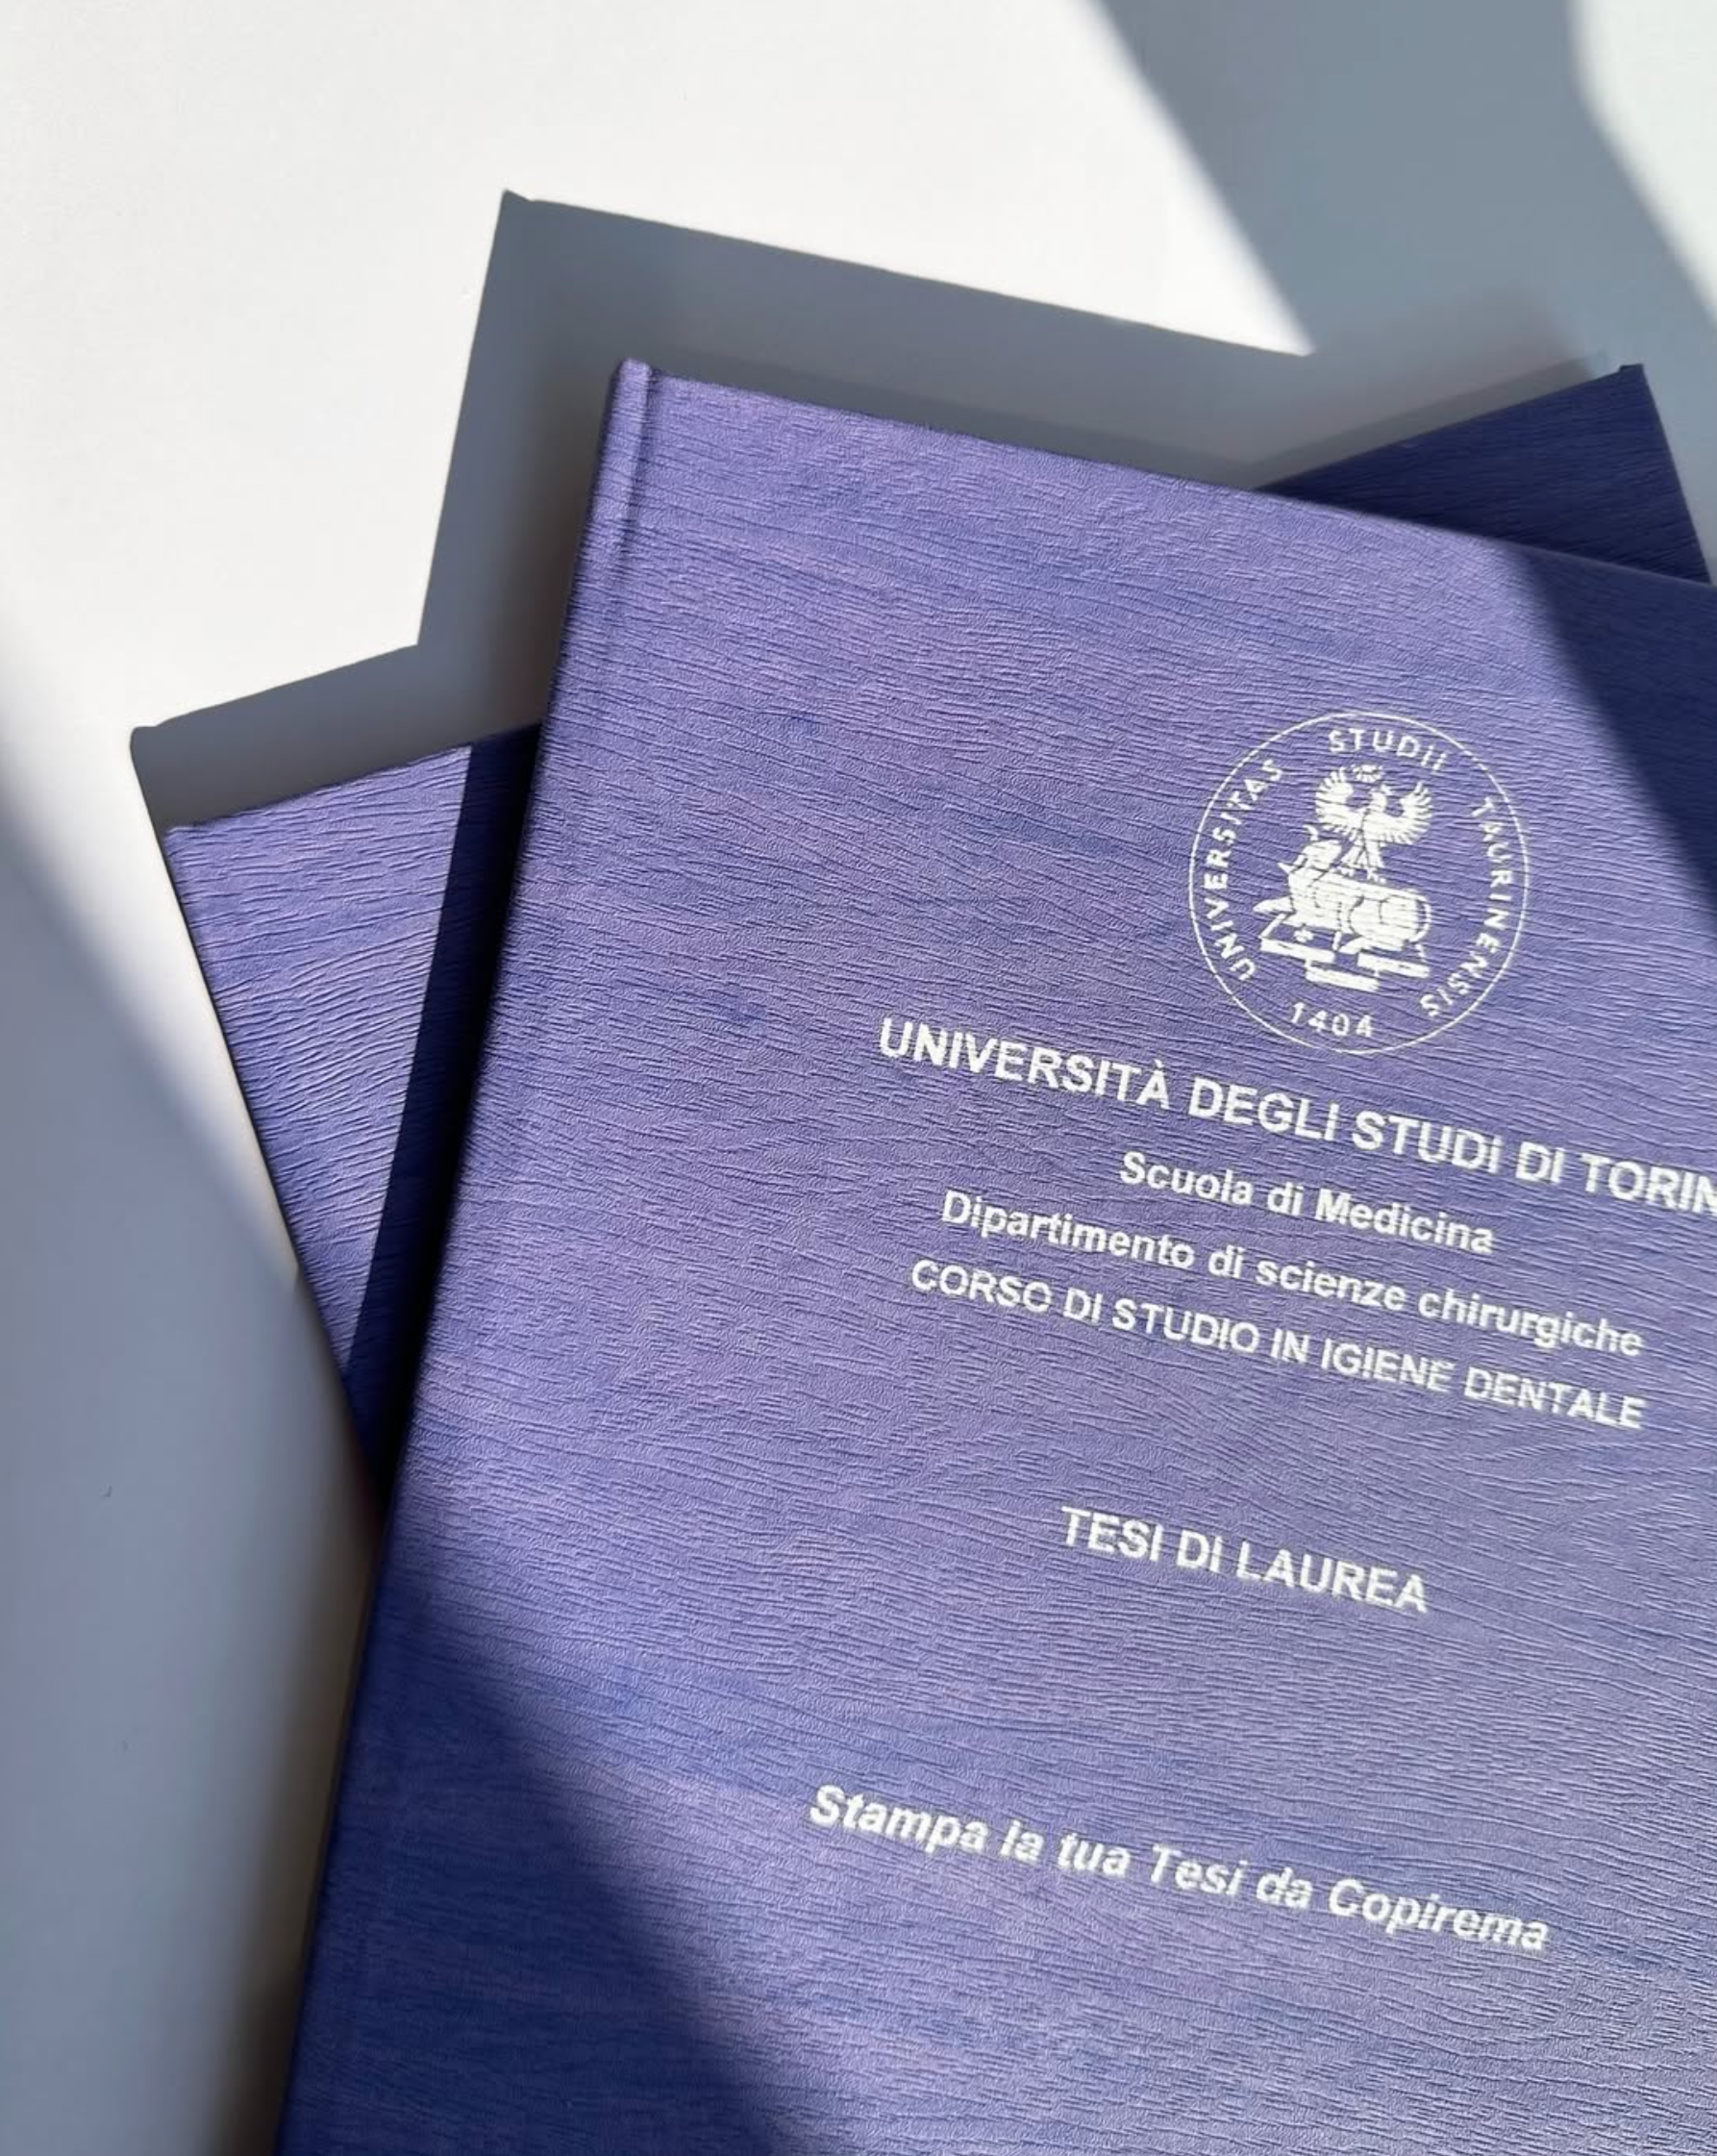 UNIVERSITAS STUDII TAURINENSIS
1404
UNIVERSITÀ DEGLI STUDI DI TORIN
Scuola di Medicina
Dipartimento di scienze chirurgiche
CORSO DI STUDIO IN IGIENE DENTALE
TESI DI LAUREA
Stampa la tua Tesi da Copirema